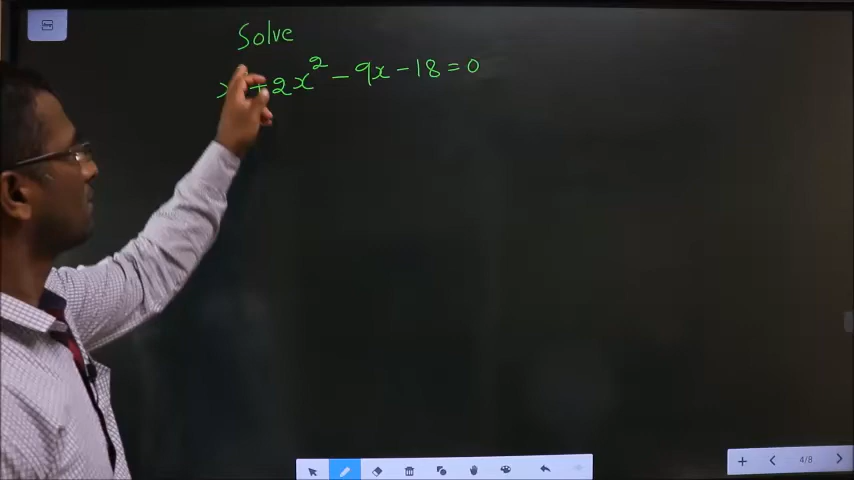 Solve
x + 2x² - 9x - 18 = 0
4/8